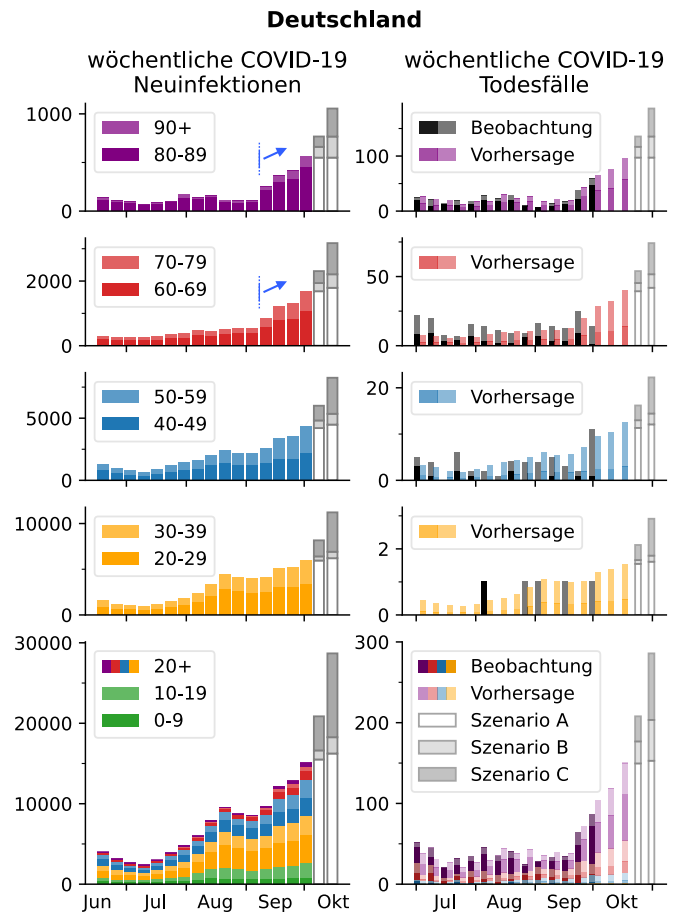 Deutschland
wöchentliche COVID-19
Neuinfektionen
wöchentliche COVID-19
Todesfälle
1000
0
90+
80-89
100
0
Beobachtung
Vorhersage
2000
0
70-79
60-69
50
0
Vorhersage
5000
0
50-59
40-49
20
0
Vorhersage
10000
0
30-39
20-29
2
0
Vorhersage
30000
20000
10000
0
20+
10-19
0-9
Jun
Jul
Aug
Sep
Okt
300
200
100
0
Beobachtung
Vorhersage
Szenario A
Szenario B
Szenario C
Jul
Aug
Sep
Okt